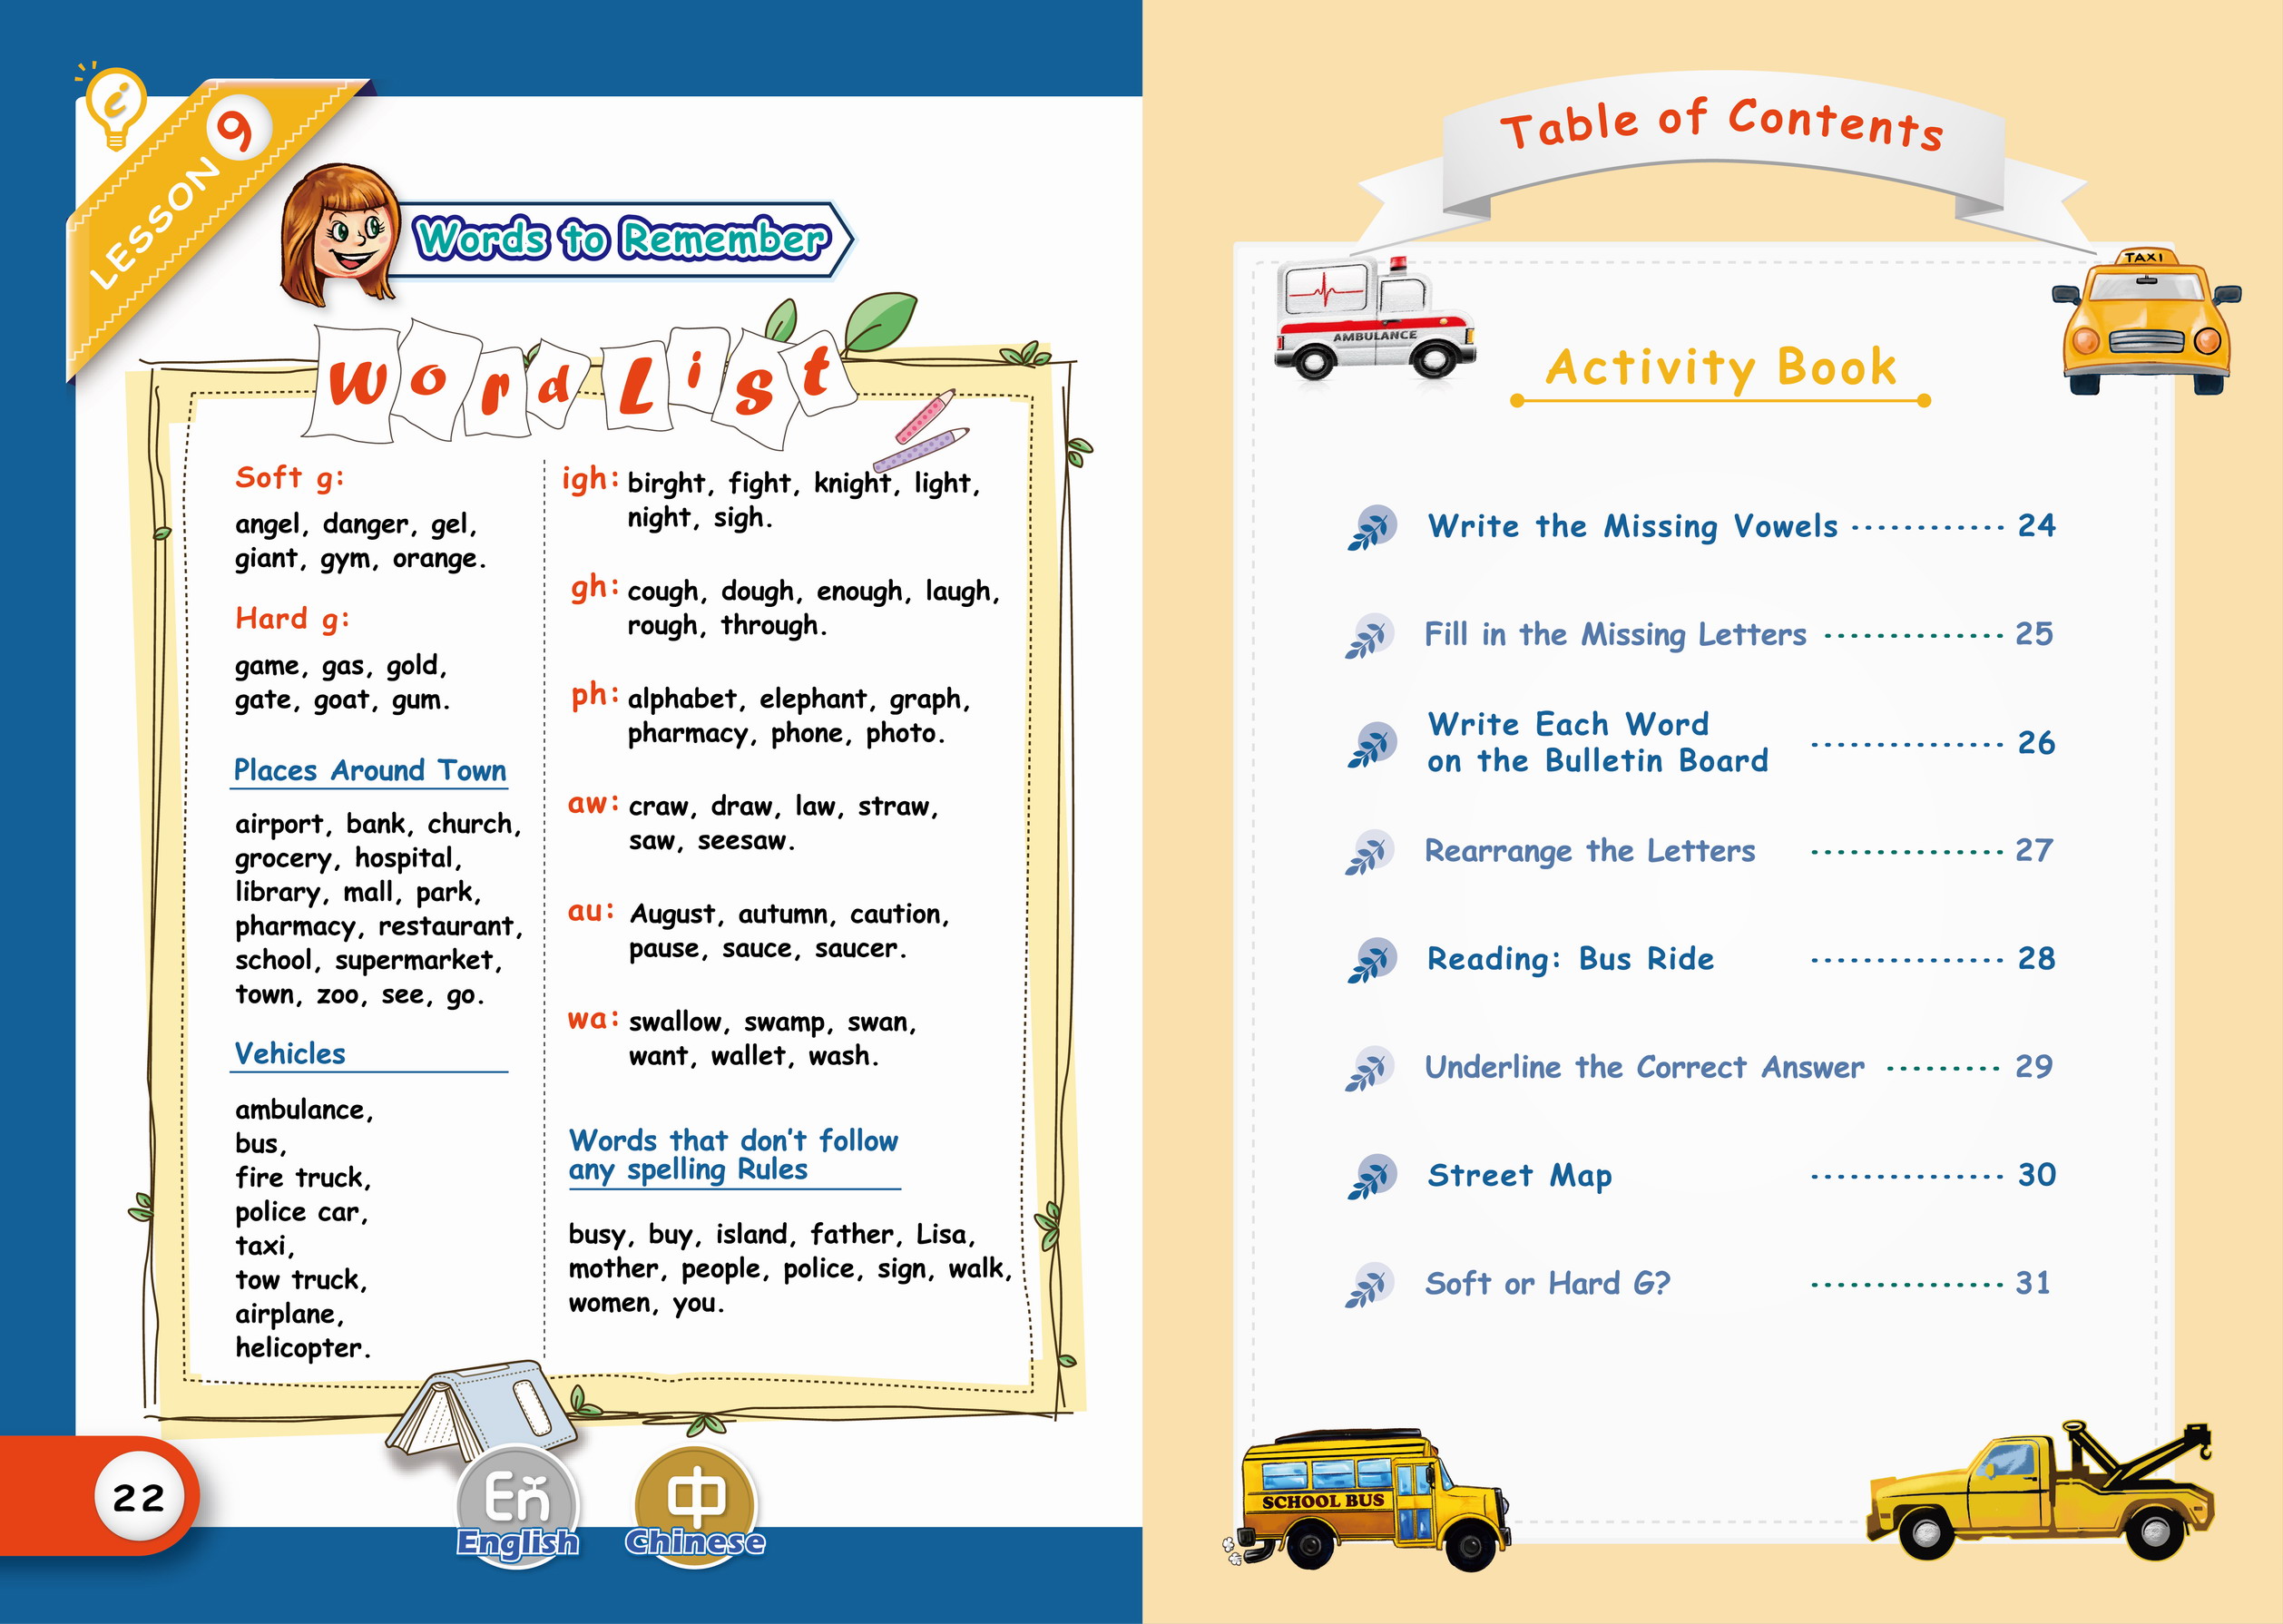 LESSON 9
Words to Remember
Word List
Soft g:
angel, danger, gel,
giant, gym, orange.
Hard g:
game, gas, gold,
gate, goat, gum.
Places Around Town
airport, bank, church,
grocery, hospital,
library, mall, park,
pharmacy, restaurant,
school, supermarket,
town, zoo, see, go.
Vehicles
ambulance,
bus,
fire truck,
police car,
taxi,
tow truck,
airplane,
helicopter.
igh: birght, fight, knight, light,
night, sigh.
gh: cough, dough, enough, laugh,
rough, through.
ph: alphabet, elephant, graph,
pharmacy, phone, photo.
aw: craw, draw, law, straw,
saw, seesaw.
au: August, autumn, caution,
pause, sauce, saucer.
wa: swallow, swamp, swan,
want, wallet, wash.
Words that don't follow
any spelling Rules
busy, buy, island, father, Lisa,
mother, people, police, sign, walk,
women, you.
22
En
English
中
Chinese
Table of Contents
AMBULANCE
TAXI
Activity Book
Write the Missing Vowels ------------ 24
Fill in the Missing Letters -------------- 25
Write Each Word
on the Bulletin Board --------------- 26
Rearrange the Letters --------------- 27
Reading: Bus Ride --------------- 28
Underline the Correct Answer --------- 29
Street Map --------------- 30
Soft or Hard G? --------------- 31
SCHOOL BUS